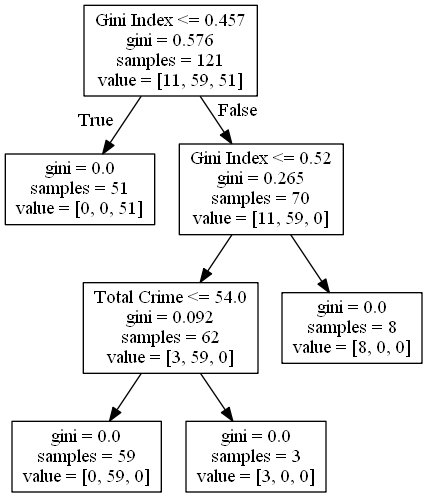 Gini Index <= 0.457
gini = 0.576
samples = 121
value = [11, 59, 51]
True
False
gini = 0.0
samples = 51
value = [0, 0, 51]
Gini Index <= 0.52
gini = 0.265
samples = 70
value = [11, 59, 0]
Total Crime <= 54.0
gini = 0.092
samples = 62
value = [3, 59, 0]
gini = 0.0
samples = 8
value = [8, 0, 0]
gini = 0.0
samples = 59
value = [0, 59, 0]
gini = 0.0
samples = 3
value = [3, 0, 0]